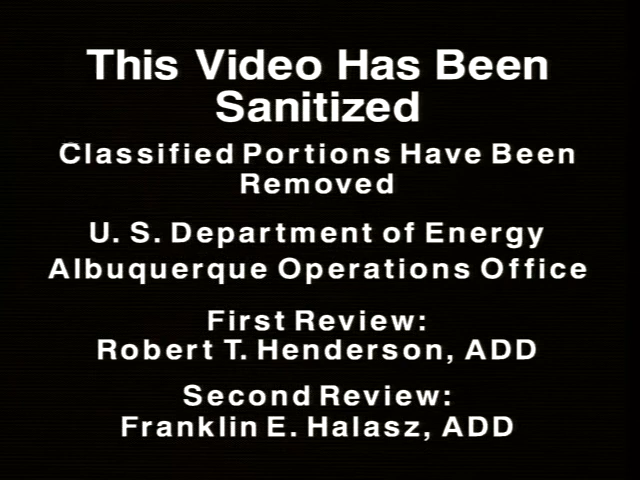 This Video Has Been
Sanitized
Classified Portions Have Been
Removed
U. S. Department of Energy
Albuquerque Operations Office
First Review:
Robert T. Henderson, ADD
Second Review:
Franklin E. Halasz, ADD